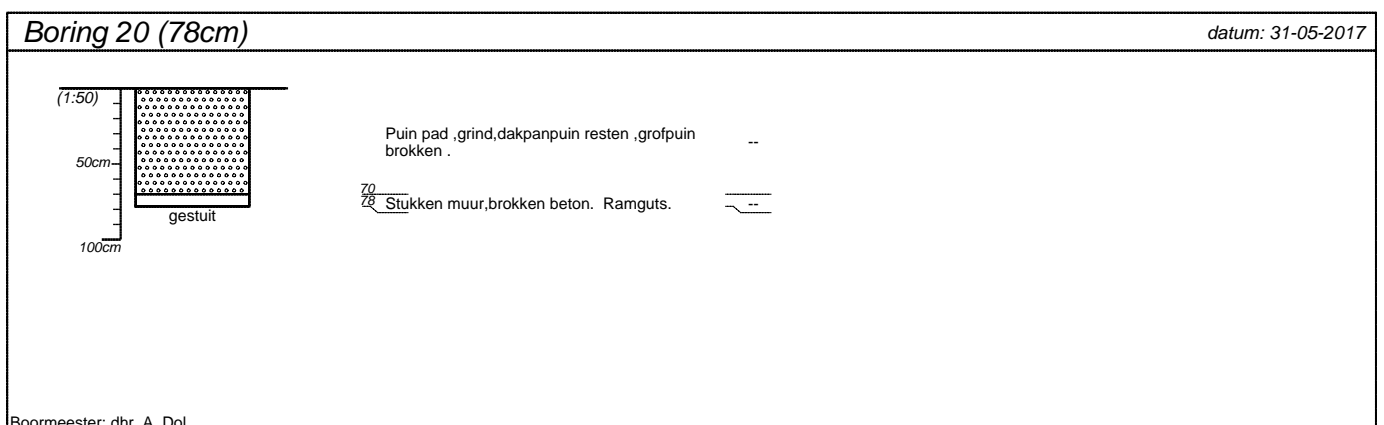 Boring 20 (78cm)
datum: 31-05-2017
(1:50)
50cm
100cm
gestuit
Puin pad ,grind,dakpanpuin resten ,grofpuin
brokken .
--
70
78 Stukken muur,brokken beton. Ramguts.
--
Boormeester: dhr. A. Dol